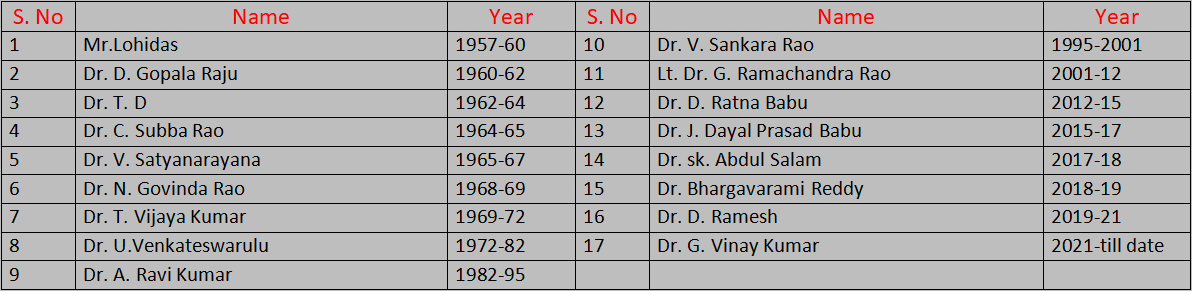 S. No Name Year S. No Name Year
1 Mr.Lohidas 1957-60 10 Dr. V. Sankara Rao 1995-2001
2 Dr. D. Gopala Raju 1960-62 11 Lt. Dr. G. Ramachandra Rao 2001-12
3 Dr. T. D 1962-64 12 Dr. D. Ratna Babu 2012-15
4 Dr. C. Subba Rao 1964-65 13 Dr. J. Dayal Prasad Babu 2015-17
5 Dr. V. Satyanarayana 1965-67 14 Dr. sk. Abdul Salam 2017-18
6 Dr. N. Govinda Rao 1968-69 15 Dr. Bhargavarami Reddy 2018-19
7 Dr. T. Vijaya Kumar 1969-72 16 Dr. D. Ramesh 2019-21
8 Dr. U.Venkateswarulu 1972-82 17 Dr. G. Vinay Kumar 2021-till date
9 Dr. A. Ravi Kumar 1982-95